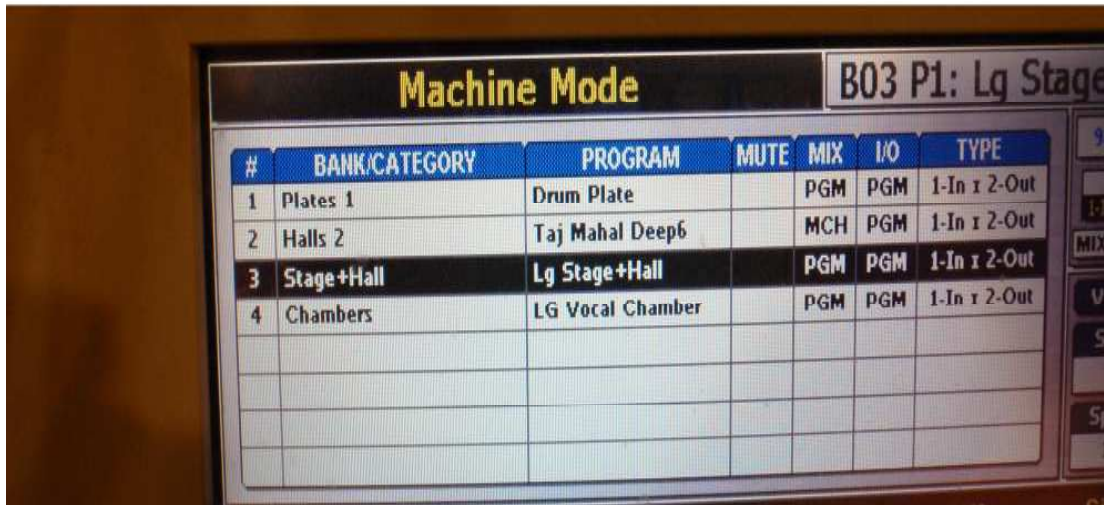 Machine Mode B03 P1: Lg Stage
# BANK/CATEGORY PROGRAM MUTE MIX I/O TYPE
1 Plates 1 Drum Plate PGM PGM 1-In x 2-Out
2 Halls 2 Taj Mahal Deep6 MCH PGM 1-In x 2-Out
3 Stage+Hall Lg Stage+Hall PGM PGM 1-In x 2-Out
4 Chambers LG Vocal Chamber PGM PGM 1-In x 2-Out
MIX